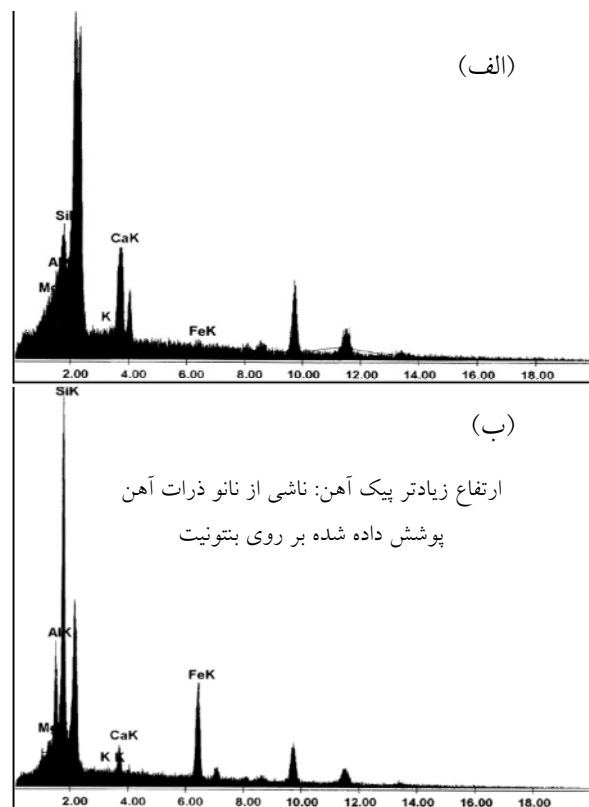 (الف)
Si
CaK
Al
Mg
K
FeK
2.00 4.00 6.00 8.00 10.00 12.00 14.00 16.00 18.00
SiK
(ب)
ارتفاع زیادتر پیک آهن: ناشی از نانو ذرات آهن
پوشش داده شده بر روی بنتونیت
AlK
FeK
Mg
CaK
K K
2.00 4.00 6.00 8.00 10.00 12.00 14.00 16.00 18.00